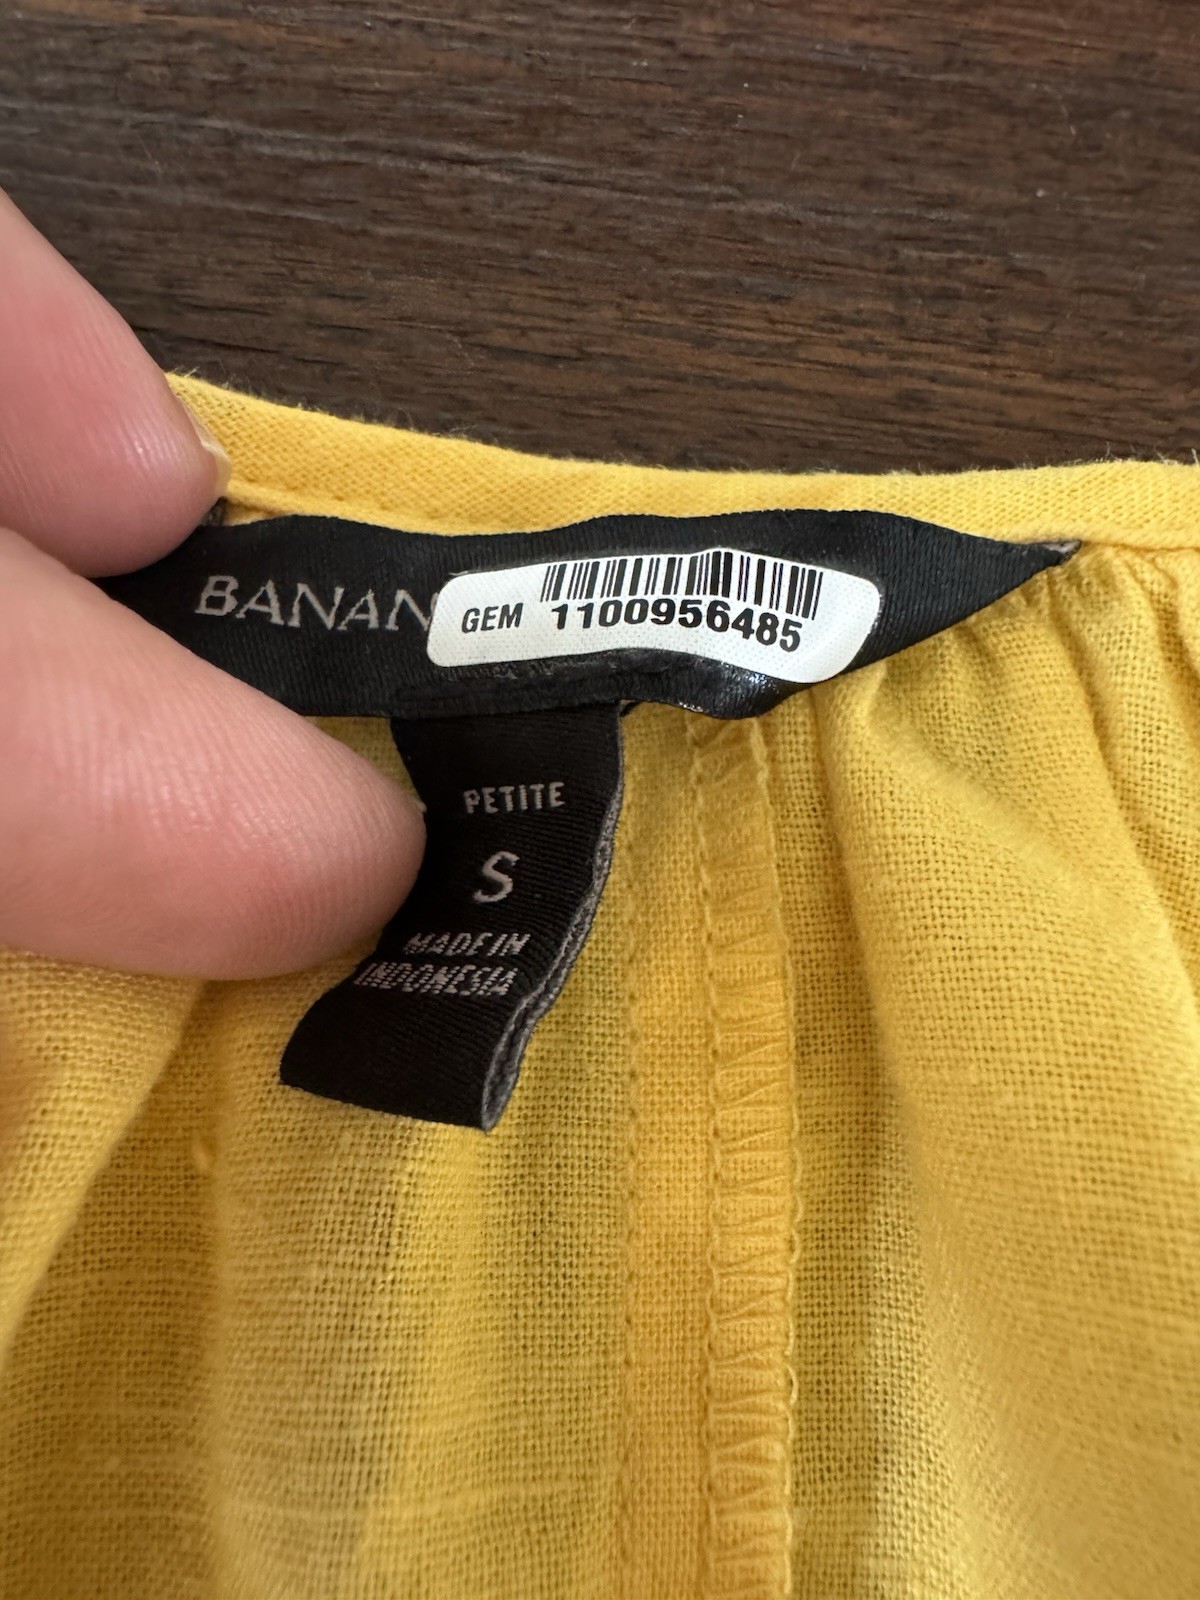 BANAN
GEM 1100956485
PETITE
S
MADE IN
INDONESIA